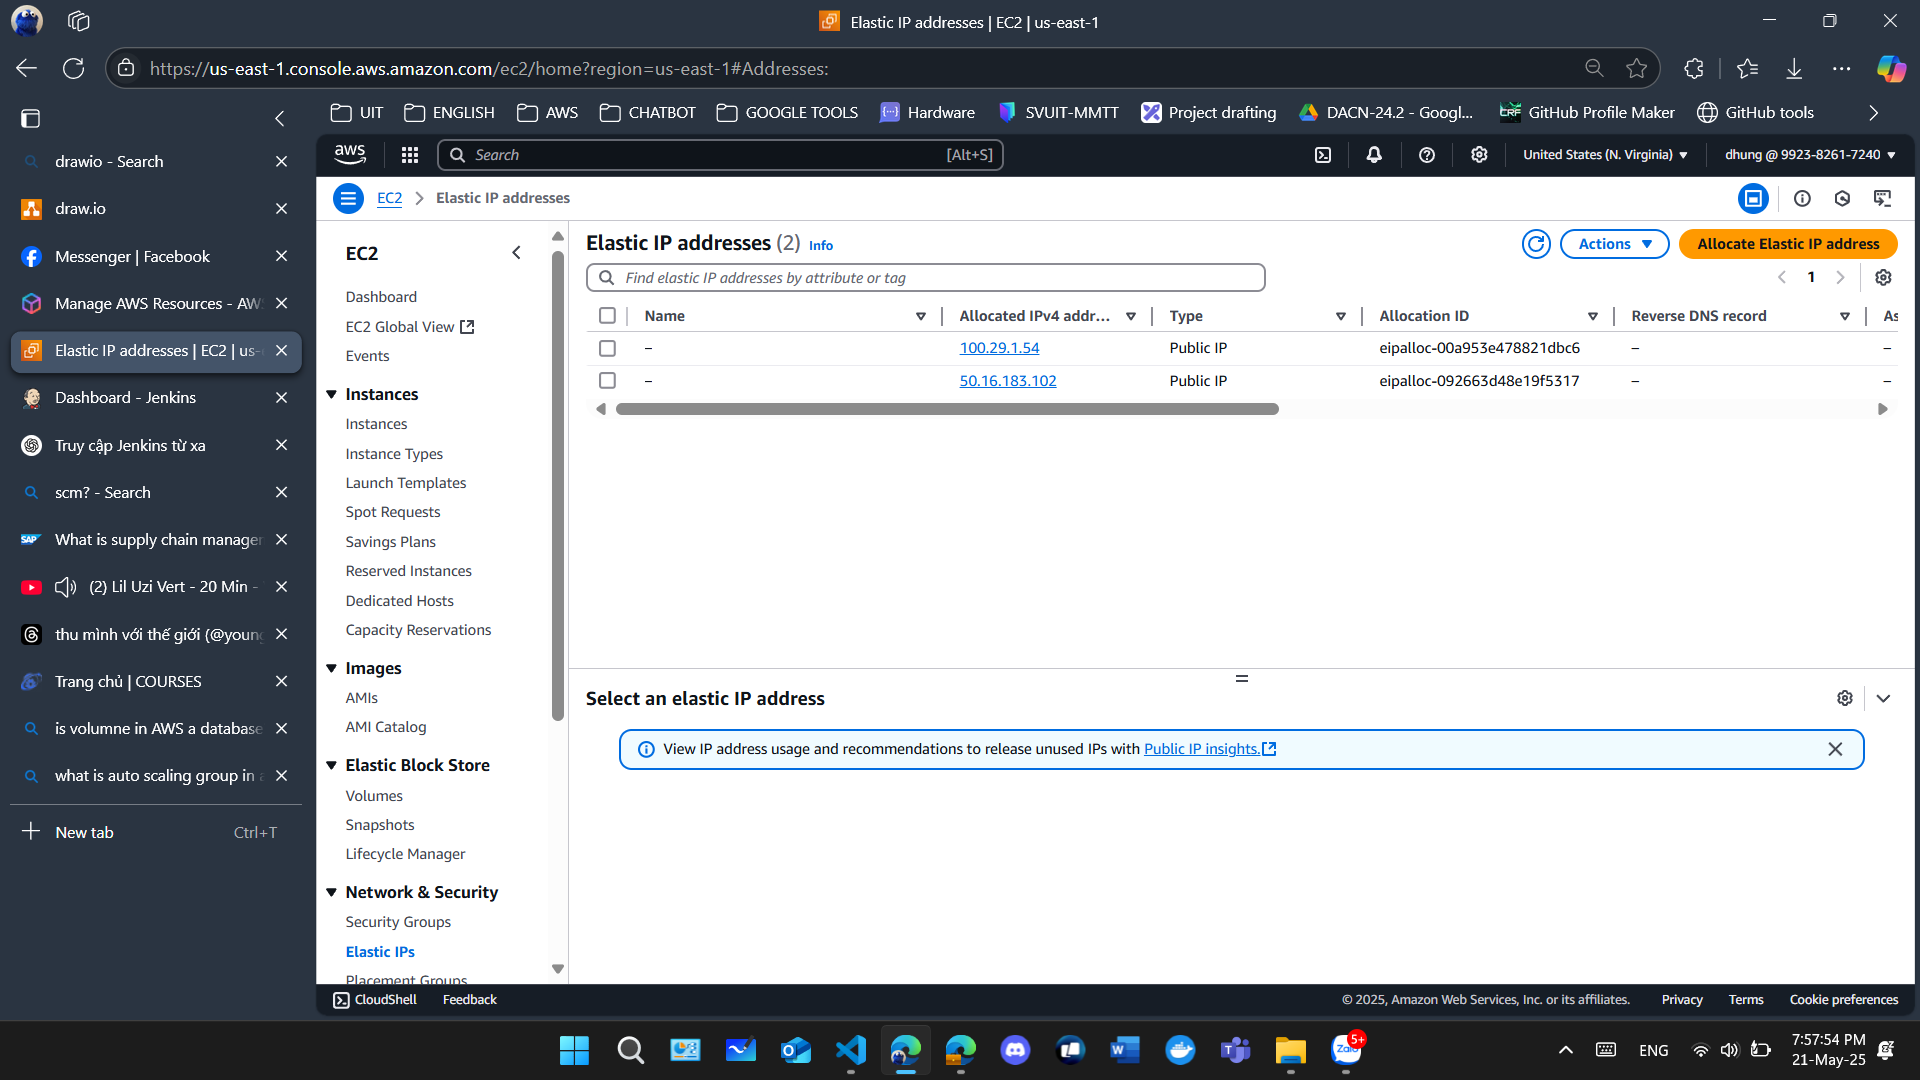 Elastic IP addresses | EC2 | us-east-1
https://us-east-1.console.aws.amazon.com/ec2/home?region=us-east-1#Addresses:
UIT
ENGLISH
AWS
CHATBOT
GOOGLE TOOLS
Hardware
SVUIT-MMTT
Project drafting
DACN-24.2 - Googl...
GitHub Profile Maker
GitHub tools
drawio - Search
draw.io
Messenger | Facebook
Manage AWS Resources - AWS
Elastic IP addresses | EC2 | us-
Dashboard - Jenkins
Truy cập Jenkins từ xa
scm? - Search
What is supply chain manager
(2) Lil Uzi Vert - 20 Min -
thu mình với thế giới (@young
Trang chủ | COURSES
is volumne in AWS a database
what is auto scaling group in a
New tab
Ctrl+T
aws
Search
[Alt+S]
United States (N. Virginia)
dhung @ 9923-8261-7240
EC2
Elastic IP addresses
EC2
Dashboard
EC2 Global View
Events
Instances
Instances
Instance Types
Launch Templates
Spot Requests
Savings Plans
Reserved Instances
Dedicated Hosts
Capacity Reservations
Images
AMIs
AMI Catalog
Elastic Block Store
Volumes
Snapshots
Lifecycle Manager
Network & Security
Security Groups
Elastic IPs
Placement Groups
Elastic IP addresses (2) Info
Actions
Allocate Elastic IP address
Find elastic IP addresses by attribute or tag
1
Name
Allocated IPv4 addr...
Type
Allocation ID
Reverse DNS record
As
– 100.29.1.54 Public IP eipalloc-00a953e478821dbc6 – –
– 50.16.183.102 Public IP eipalloc-092663d48e19f5317 – –
Select an elastic IP address
View IP address usage and recommendations to release unused IPs with Public IP insights.
CloudShell
Feedback
© 2025, Amazon Web Services, Inc. or its affiliates.
Privacy
Terms
Cookie preferences
5+
Zalo
ENG
7:57:54 PM
21-May-25